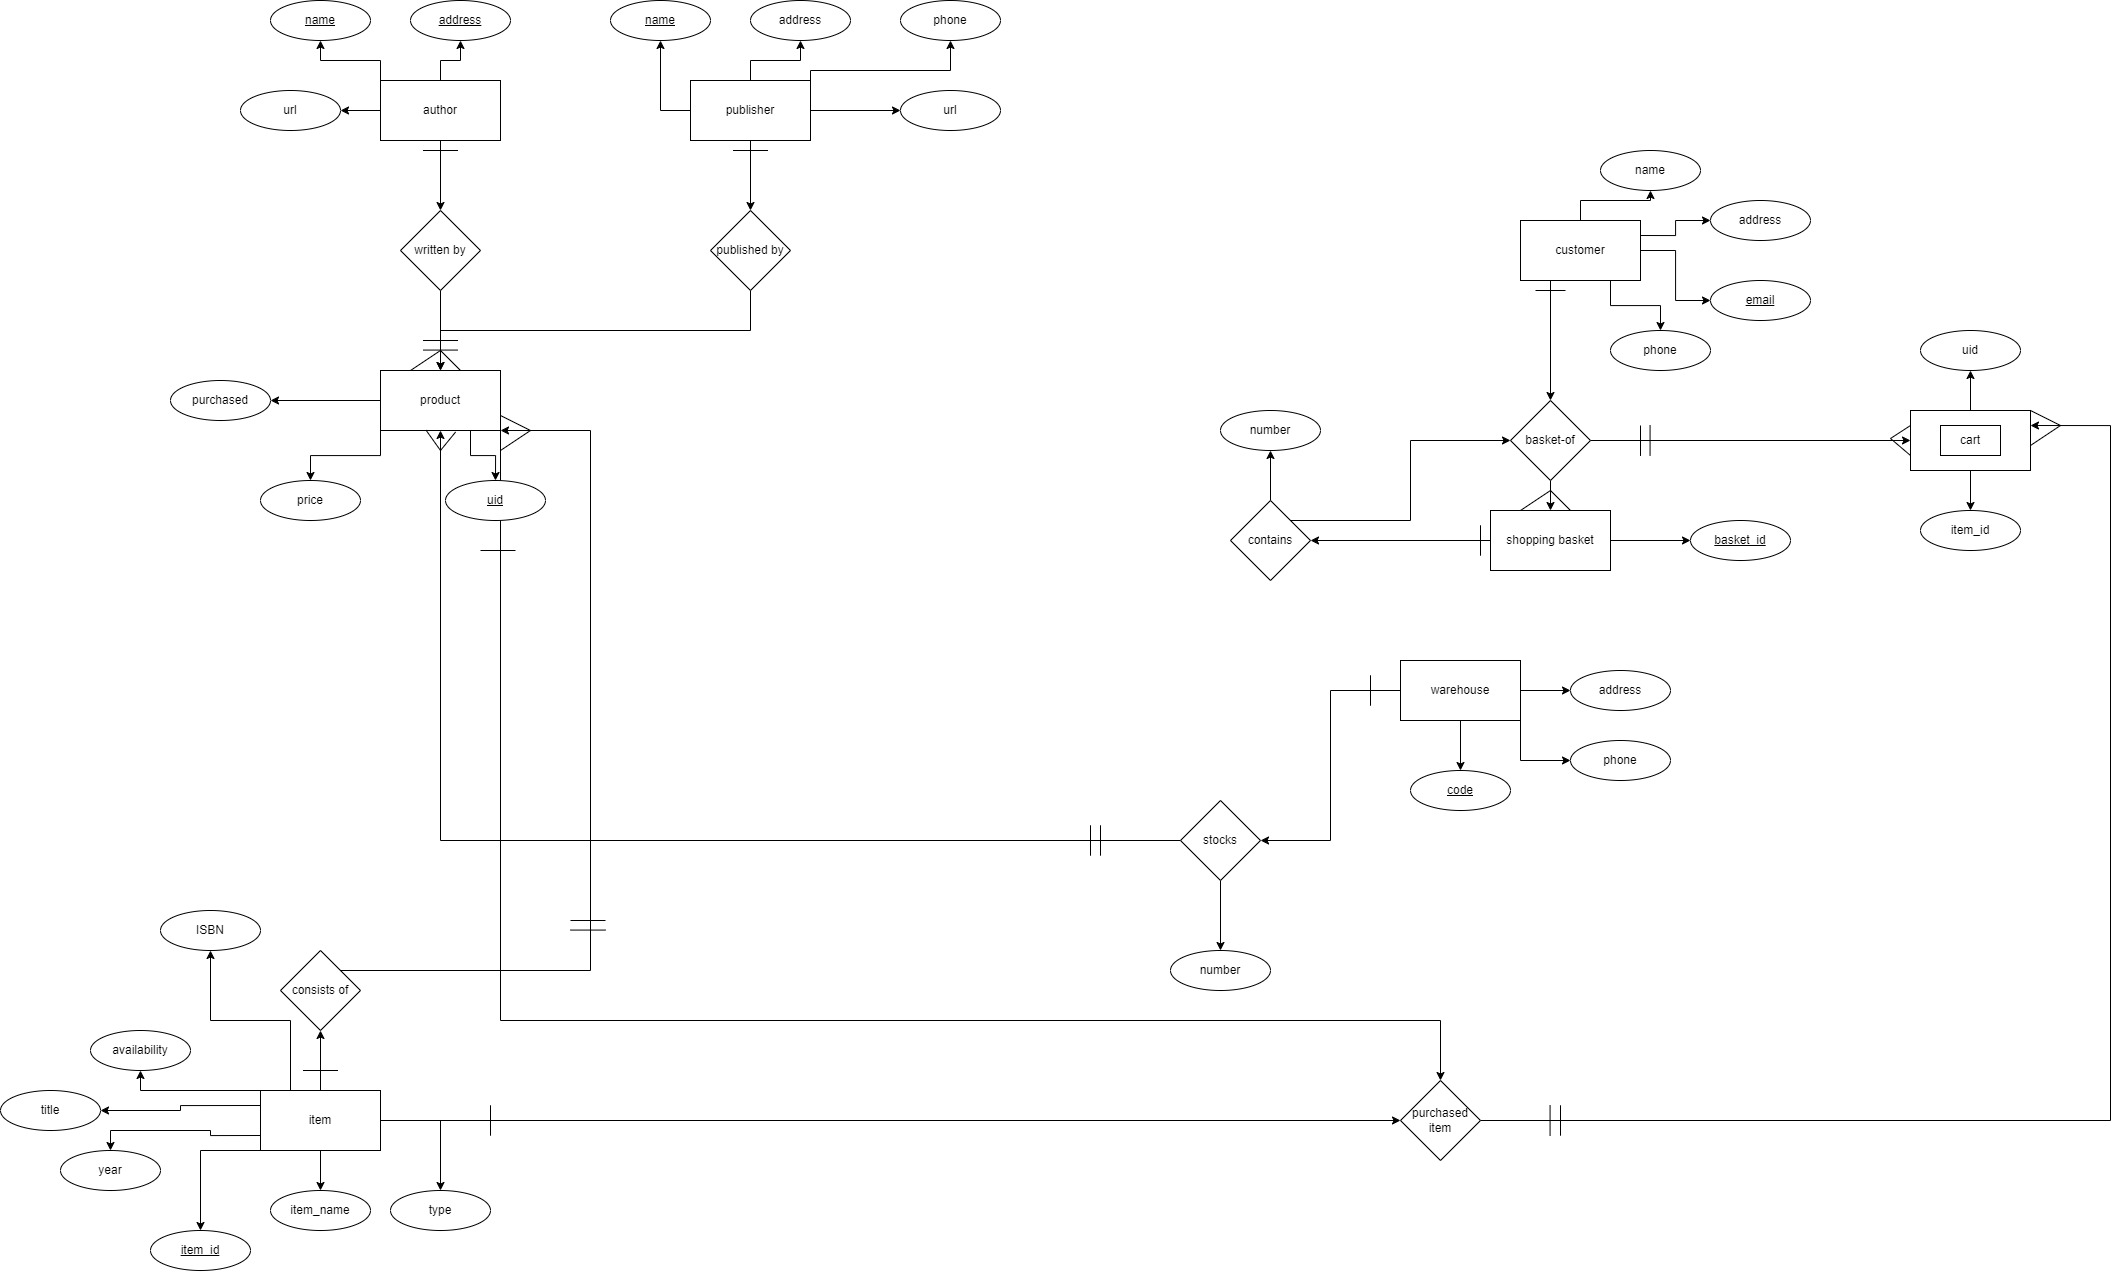 name
address
name
address
phone
url
author
publisher
url
name
address
customer
written by
published by
email
phone
uid
purchased
product
number
basket-of
cart
price
uid
contains
shopping basket
basket_id
item_id
warehouse
address
phone
code
stocks
ISBN
number
consists of
availability
title
item
purchased
item
year
item_name
type
item_id